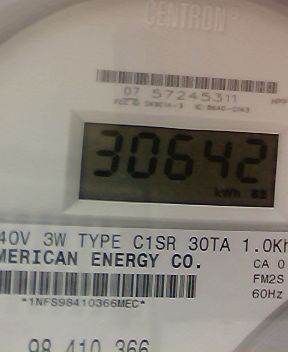 CENTRON®
07 57245311
30642
kWh
40V 3W TYPE C1SR 30TA 1.0Kh
MERICAN ENERGY CO.
CA 0
FM2S
60Hz
*1NFS98410366MEC*
98 410 366